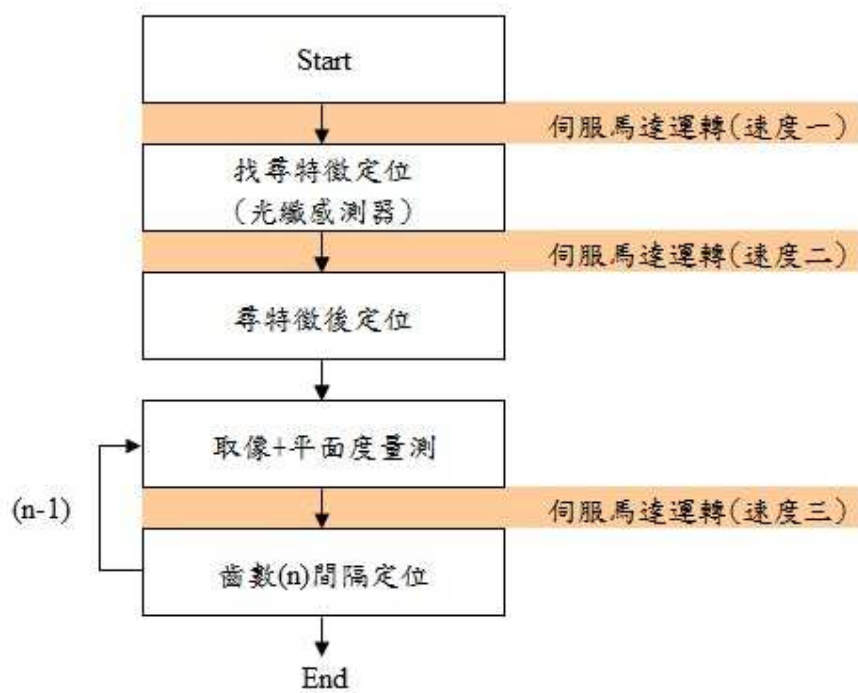 Start
伺服馬達運轉(速度一)
找尋特徵定位
(光纖感測器)
伺服馬達運轉(速度二)
尋特徵後定位
取像+平面度量測
(n-1)
伺服馬達運轉(速度三)
齒數(n)間隔定位
End